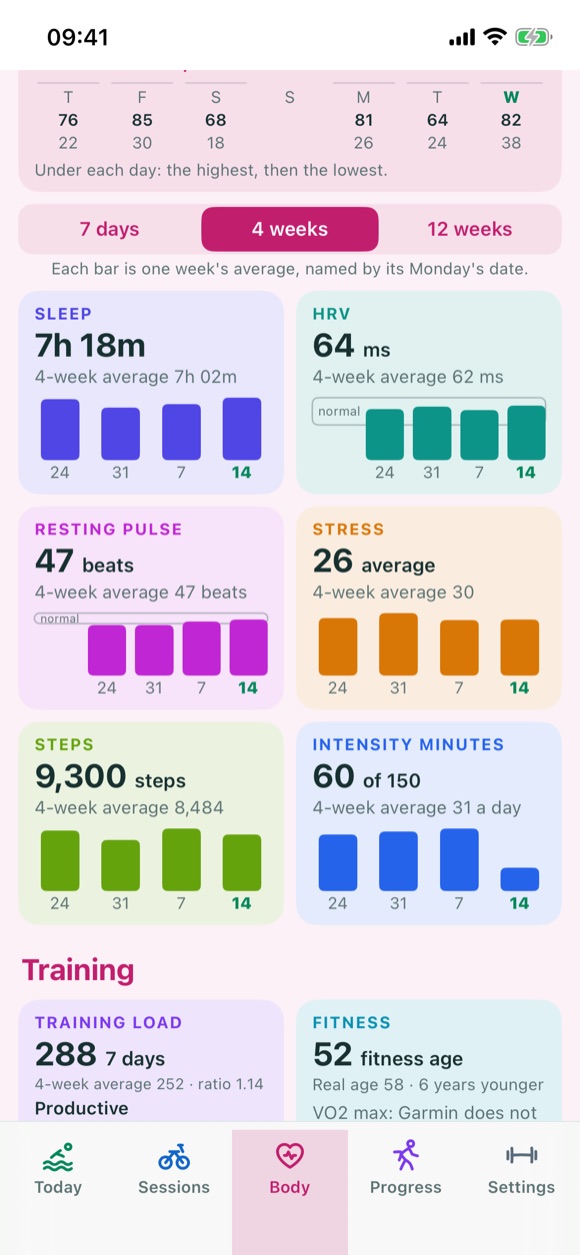 09:41
T F S S M T W
76 85 68 81 64 82
22 30 18 26 24 38
Under each day: the highest, then the lowest.
7 days 4 weeks 12 weeks
Each bar is one week's average, named by its Monday's date.
SLEEP
7h 18m
4-week average 7h 02m
24 31 7 14
HRV
64 ms
4-week average 62 ms
normal
24 31 7 14
RESTING PULSE
47 beats
4-week average 47 beats
normal
24 31 7 14
STRESS
26 average
4-week average 30
24 31 7 14
STEPS
9,300 steps
4-week average 8,484
24 31 7 14
INTENSITY MINUTES
60 of 150
4-week average 31 a day
24 31 7 14
Training
TRAINING LOAD
288 7 days
4-week average 252 · ratio 1.14
Productive
FITNESS
52 fitness age
Real age 58 · 6 years younger
VO2 max: Garmin does not
Today Sessions Body Progress Settings